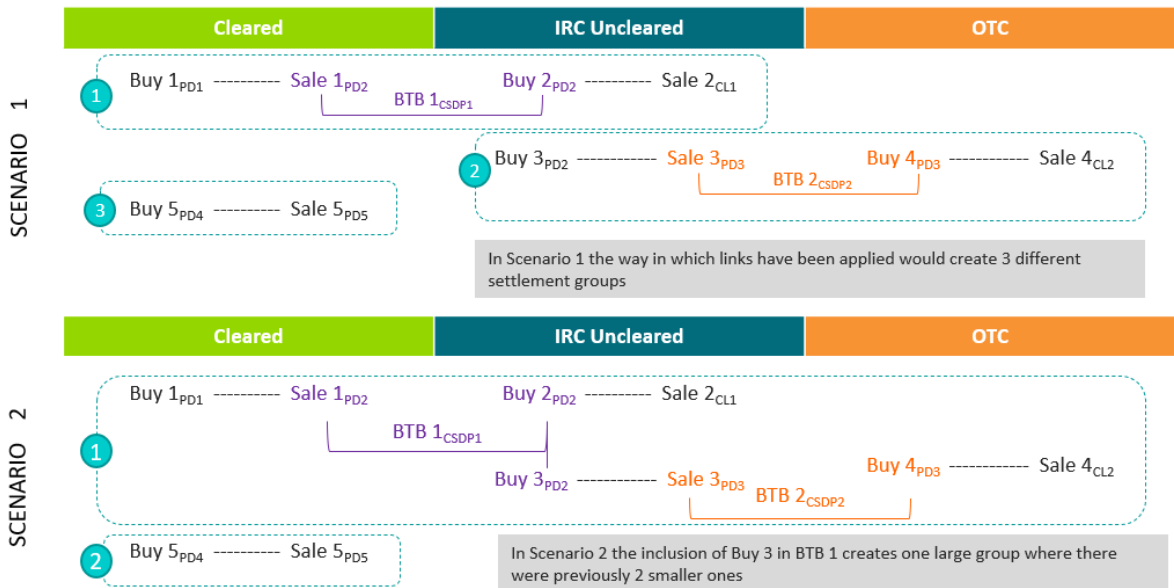 Cleared IRC Uncleared OTC
SCENARIO 1
1
Buy 1PD1 ---------- Sale 1PD2 Buy 2PD2 ---------- Sale 2CL1
BTB 1CSDP1
2
Buy 3PD2 ------------ Sale 3PD3 Buy 4PD3 ------------ Sale 4CL2
BTB 2CSDP2
3
Buy 5PD4 ---------- Sale 5PD5
In Scenario 1 the way in which links have been applied would create 3 different
settlement groups
Cleared IRC Uncleared OTC
SCENARIO 2
1
Buy 1PD1 ---------- Sale 1PD2 Buy 2PD2 ---------- Sale 2CL1
BTB 1CSDP1
Buy 3PD2 ------------ Sale 3PD3 Buy 4PD3 ------------ Sale 4CL2
BTB 2CSDP2
2
Buy 5PD4 ---------- Sale 5PD5
In Scenario 2 the inclusion of Buy 3 in BTB 1 creates one large group where there
were previously 2 smaller ones